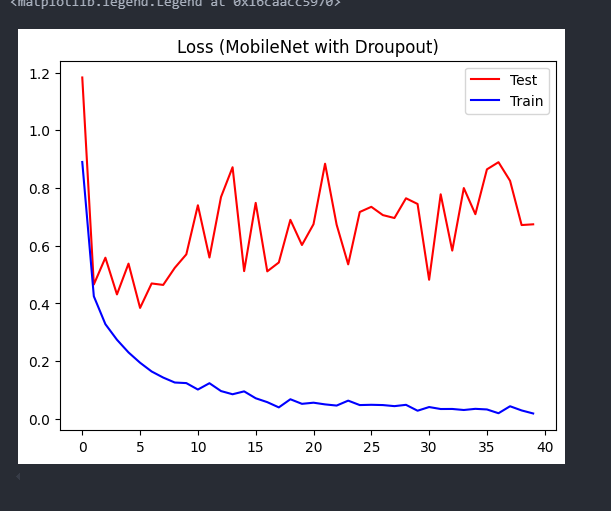 <matplotlib.legend.Legend at 0x16caacc5970>
Loss (MobileNet with Droupout)
Test
Train
1.2
1.0
0.8
0.6
0.4
0.2
0.0
0 5 10 15 20 25 30 35 40